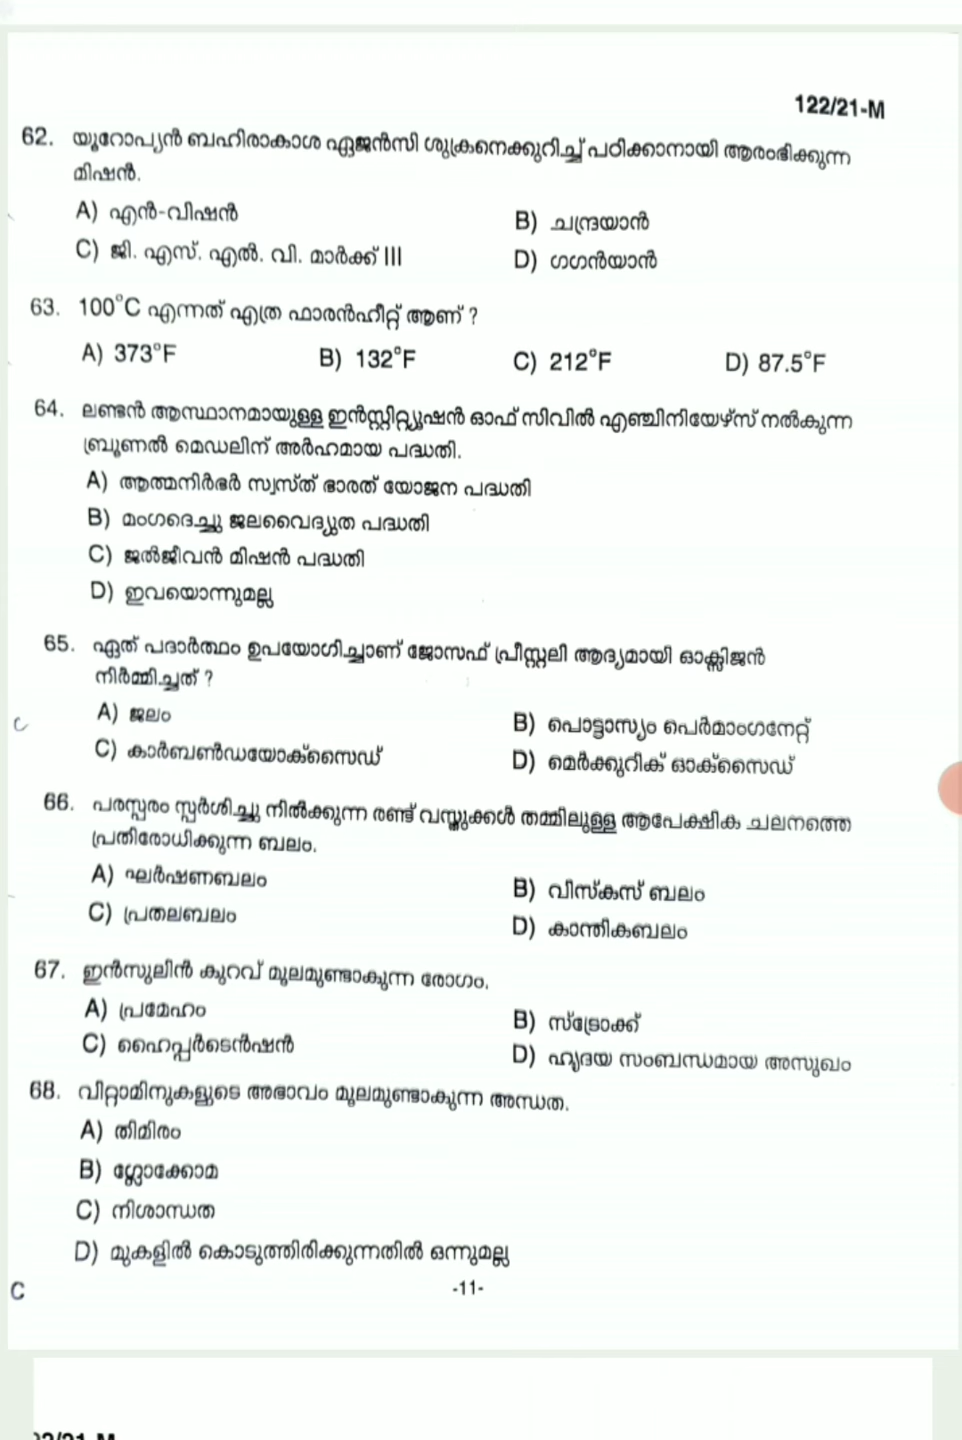 122/21-M
62. യൂറോപ്യൻ ബഹിരാകാശ ഏജൻസി ശുക്രനെക്കുറിച്ച് പഠിക്കാനായി ആരംഭിക്കുന്ന
മിഷൻ.
A) എൻ-വിഷൻ
B) ചന്ദ്രയാൻ
C) ജി. എസ്. എൽ. വി. മാർക്ക് III
D) ഗഗൻയാൻ
63. 100°C എന്നത് എത്ര ഫാരൻഹീറ്റ് ആണ് ?
A) 373°F B) 132°F C) 212°F D) 87.5°F
64. ലണ്ടൻ ആസ്ഥാനമായുള്ള ഇൻസ്റ്റിറ്റ്യൂഷൻ ഓഫ് സിവിൽ എഞ്ചിനിയേഴ്സ് നൽകുന്ന
ബ്രൂണൽ മെഡലിന് അർഹമായ പദ്ധതി.
A) ആത്മനിർഭർ സ്വസ്ത് ഭാരത് യോജന പദ്ധതി
B) മംഗദെച്ചു ജലവൈദ്യുത പദ്ധതി
C) ജൽജീവൻ മിഷൻ പദ്ധതി
D) ഇവയൊന്നുമല്ല
65. ഏത് പദാർത്ഥം ഉപയോഗിച്ചാണ് ജോസഫ് പ്രീസ്റ്റലി ആദ്യമായി ഓക്സിജൻ
നിർമ്മിച്ചത് ?
A) ജലം
B) പൊട്ടാസ്യം പെർമാംഗനേറ്റ്
C) കാർബൺഡയോക്സൈഡ്
D) മെർക്കുറിക് ഓക്സൈഡ്
66. പരസ്പരം സ്പർശിച്ചു നിൽക്കുന്ന രണ്ട് വസ്തുക്കൾ തമ്മിലുള്ള ആപേക്ഷിക ചലനത്തെ
പ്രതിരോധിക്കുന്ന ബലം.
A) ഘർഷണബലം
B) വിസ്കസ് ബലം
C) പ്രതലബലം
D) കാന്തികബലം
67. ഇൻസുലിൻ കുറവ് മൂലമുണ്ടാകുന്ന രോഗം.
A) പ്രമേഹം
B) സ്ട്രോക്ക്
C) ഹൈപ്പർടെൻഷൻ
D) ഹൃദയ സംബന്ധമായ അസുഖം
68. വിറ്റാമിനുകളുടെ അഭാവം മൂലമുണ്ടാകുന്ന അന്ധത.
A) തിമിരം
B) ഗ്ലോക്കോമ
C) നിശാന്ധത
D) മുകളിൽ കൊടുത്തിരിക്കുന്നതിൽ ഒന്നുമല്ല
C
-11-